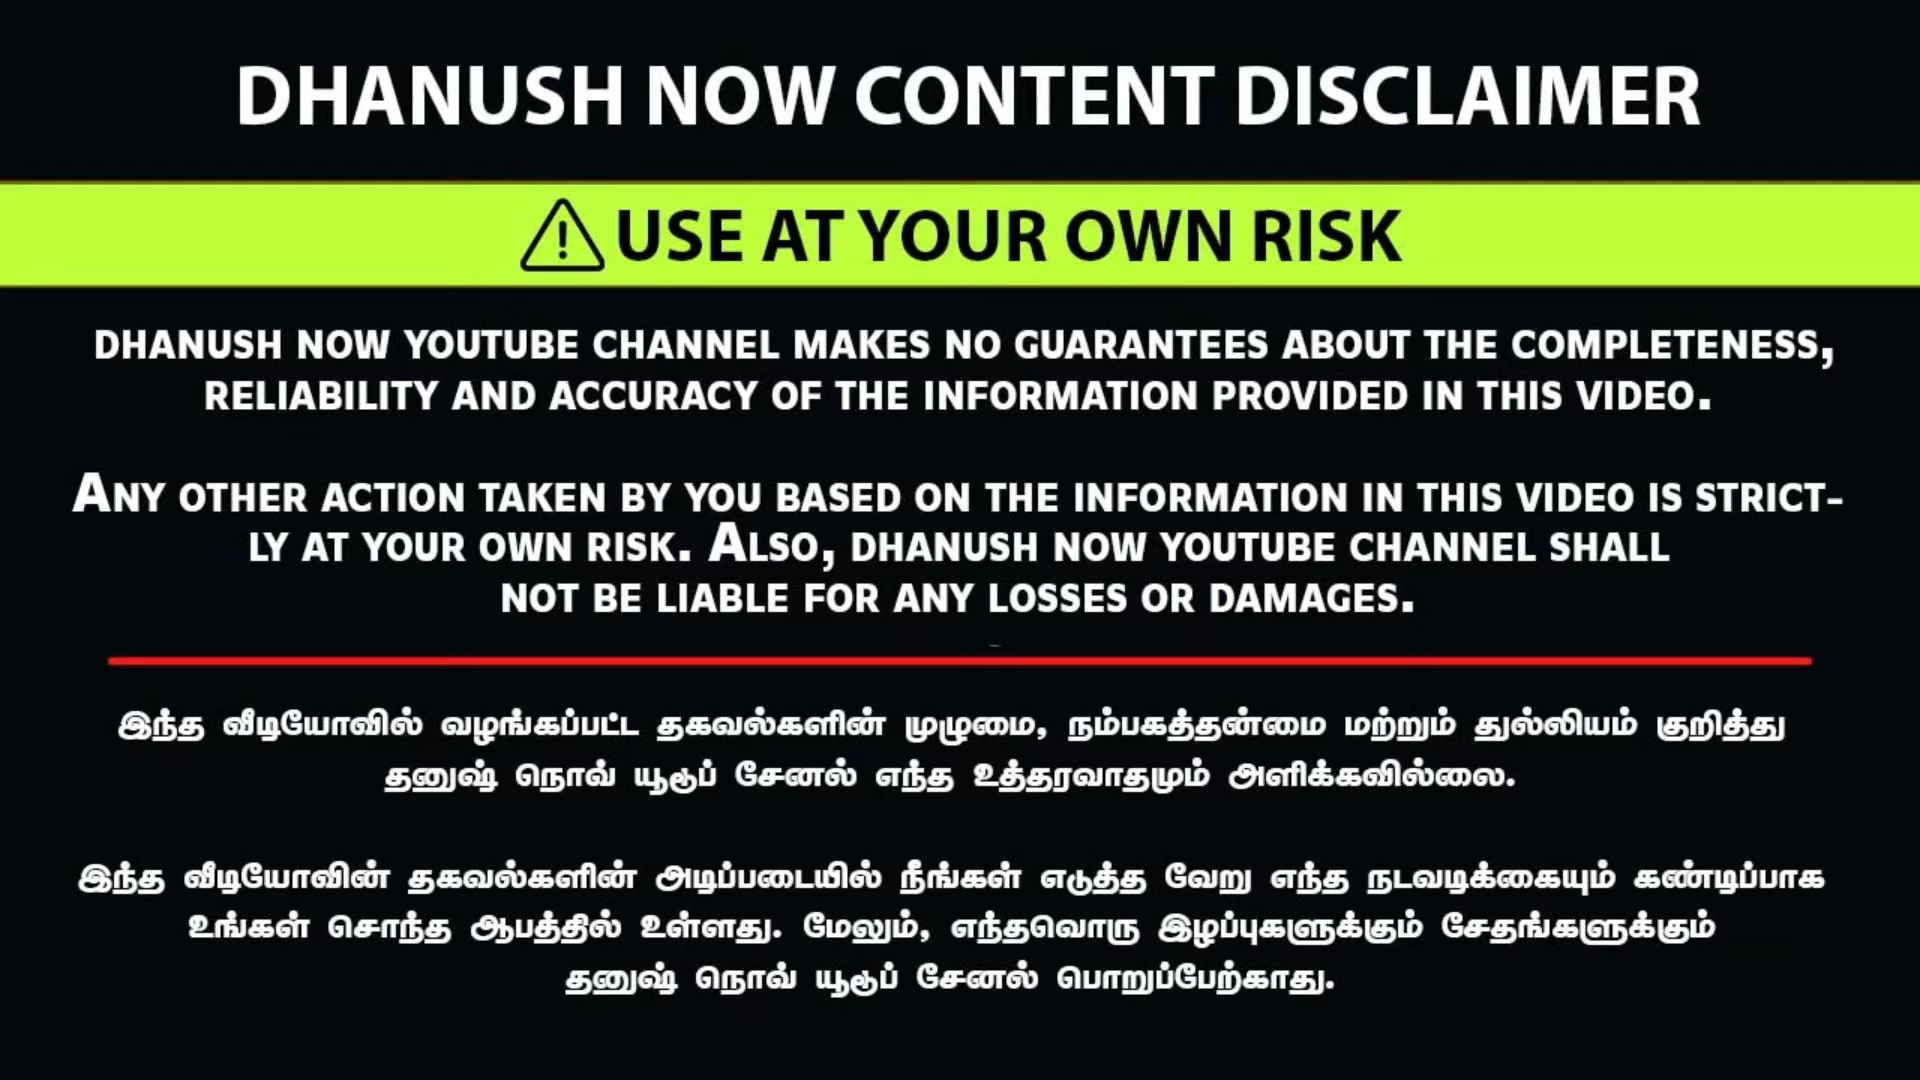 DHANUSH NOW CONTENT DISCLAIMER
USE AT YOUR OWN RISK
DHANUSH NOW YOUTUBE CHANNEL MAKES NO GUARANTEES ABOUT THE COMPLETENESS,
RELIABILITY AND ACCURACY OF THE INFORMATION PROVIDED IN THIS VIDEO.
ANY OTHER ACTION TAKEN BY YOU BASED ON THE INFORMATION IN THIS VIDEO IS STRICT-
LY AT YOUR OWN RISK. ALSO, DHANUSH NOW YOUTUBE CHANNEL SHALL
NOT BE LIABLE FOR ANY LOSSES OR DAMAGES.
இந்த வீடியோவில் வழங்கப்பட்ட தகவல்களின் முழுமை, நம்பகத்தன்மை மற்றும் துல்லியம் குறித்து
தனுஷ் நொவ் யூடூப் சேனல் எந்த உத்தரவாதமும் அளிக்கவில்லை.
இந்த வீடியோவின் தகவல்களின் அடிப்படையில் நீங்கள் எடுத்த வேறு எந்த நடவடிக்கையும் கண்டிப்பாக
உங்கள் சொந்த ஆபத்தில் உள்ளது. மேலும், எந்தவொரு இழப்புகளுக்கும் சேதங்களுக்கும்
தனுஷ் நொவ் யூடூப் சேனல் பொறுப்பேற்காது.